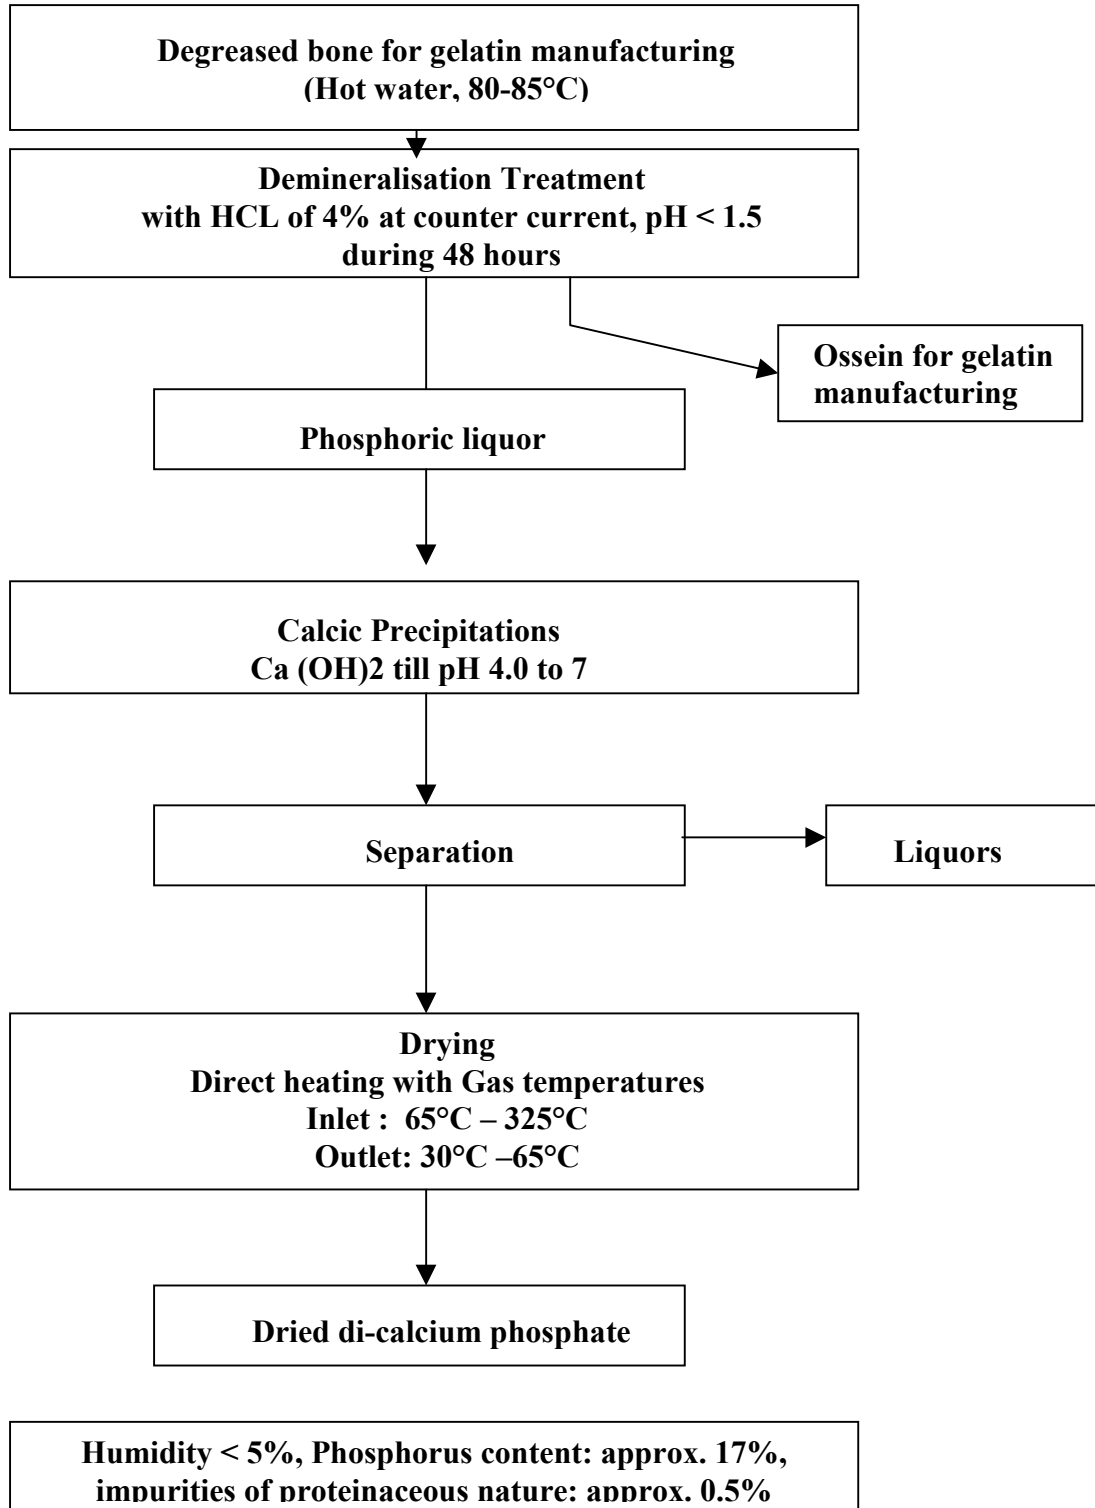 Degreased bone for gelatin manufacturing
(Hot water, 80-85°C)
Demineralisation Treatment
with HCL of 4% at counter current, pH < 1.5
during 48 hours
Ossein for gelatin
manufacturing
Phosphoric liquor
Calcic Precipitations
Ca (OH)2 till pH 4.0 to 7
Separation
Liquors
Drying
Direct heating with Gas temperatures
Inlet :  65°C – 325°C
Outlet: 30°C –65°C
Dried di-calcium phosphate
Humidity < 5%, Phosphorus content: approx. 17%,
impurities of proteinaceous nature: approx. 0.5%